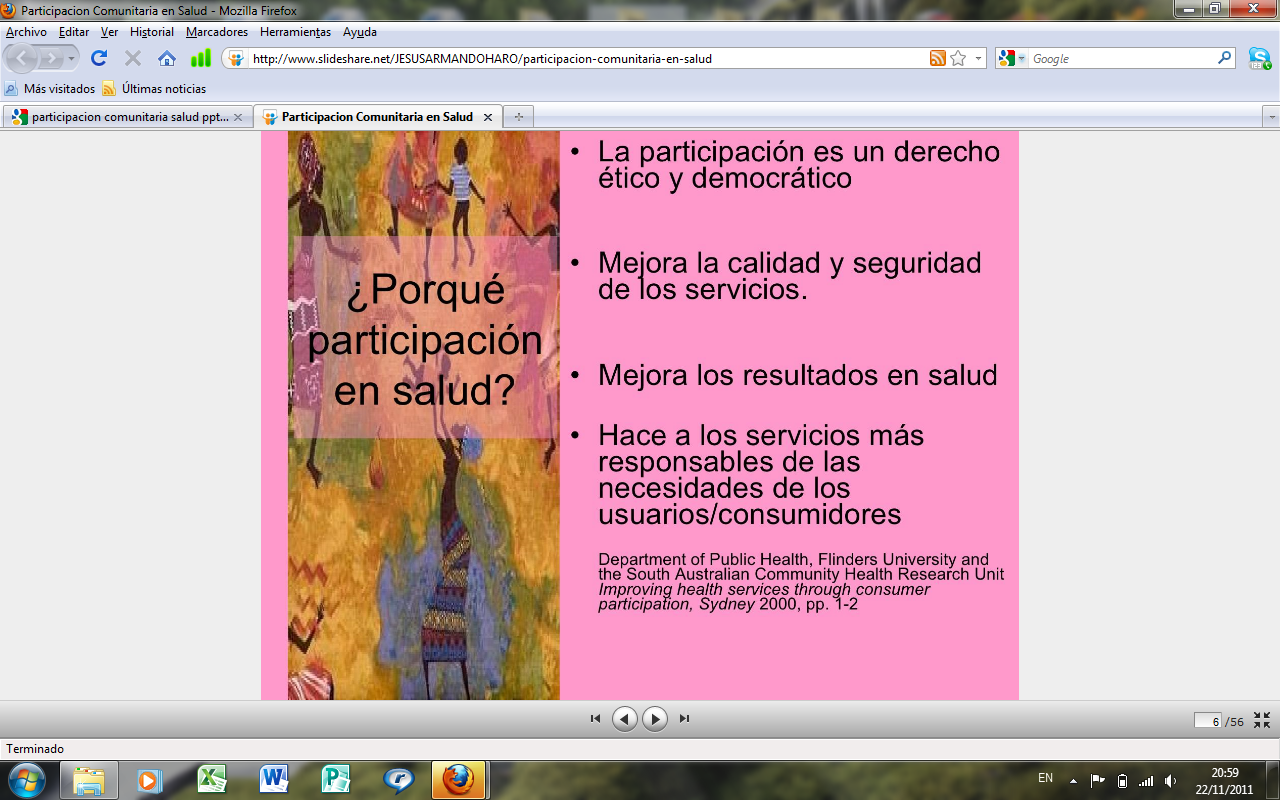 Participacion Comunitaria en Salud - Mozilla Firefox
Archivo Editar Ver Historial Marcadores Herramientas Ayuda
http://www.slideshare.net/JESUSARMANDOHARO/participacion-comunitaria-en-salud
Google
Más visitados Últimas noticias
participacion comunitaria salud ppt... Participacion Comunitaria en Salud
¿Porqué
participación
en salud?
• La participación es un derecho
ético y democrático
• Mejora la calidad y seguridad
de los servicios.
• Mejora los resultados en salud
• Hace a los servicios más
responsables de las
necesidades de los
usuarios/consumidores
Department of Public Health, Flinders University and
the South Australian Community Health Research Unit
Improving health services through consumer
participation, Sydney 2000, pp. 1-2
6 /56
Terminado
EN
20:59
22/11/2011